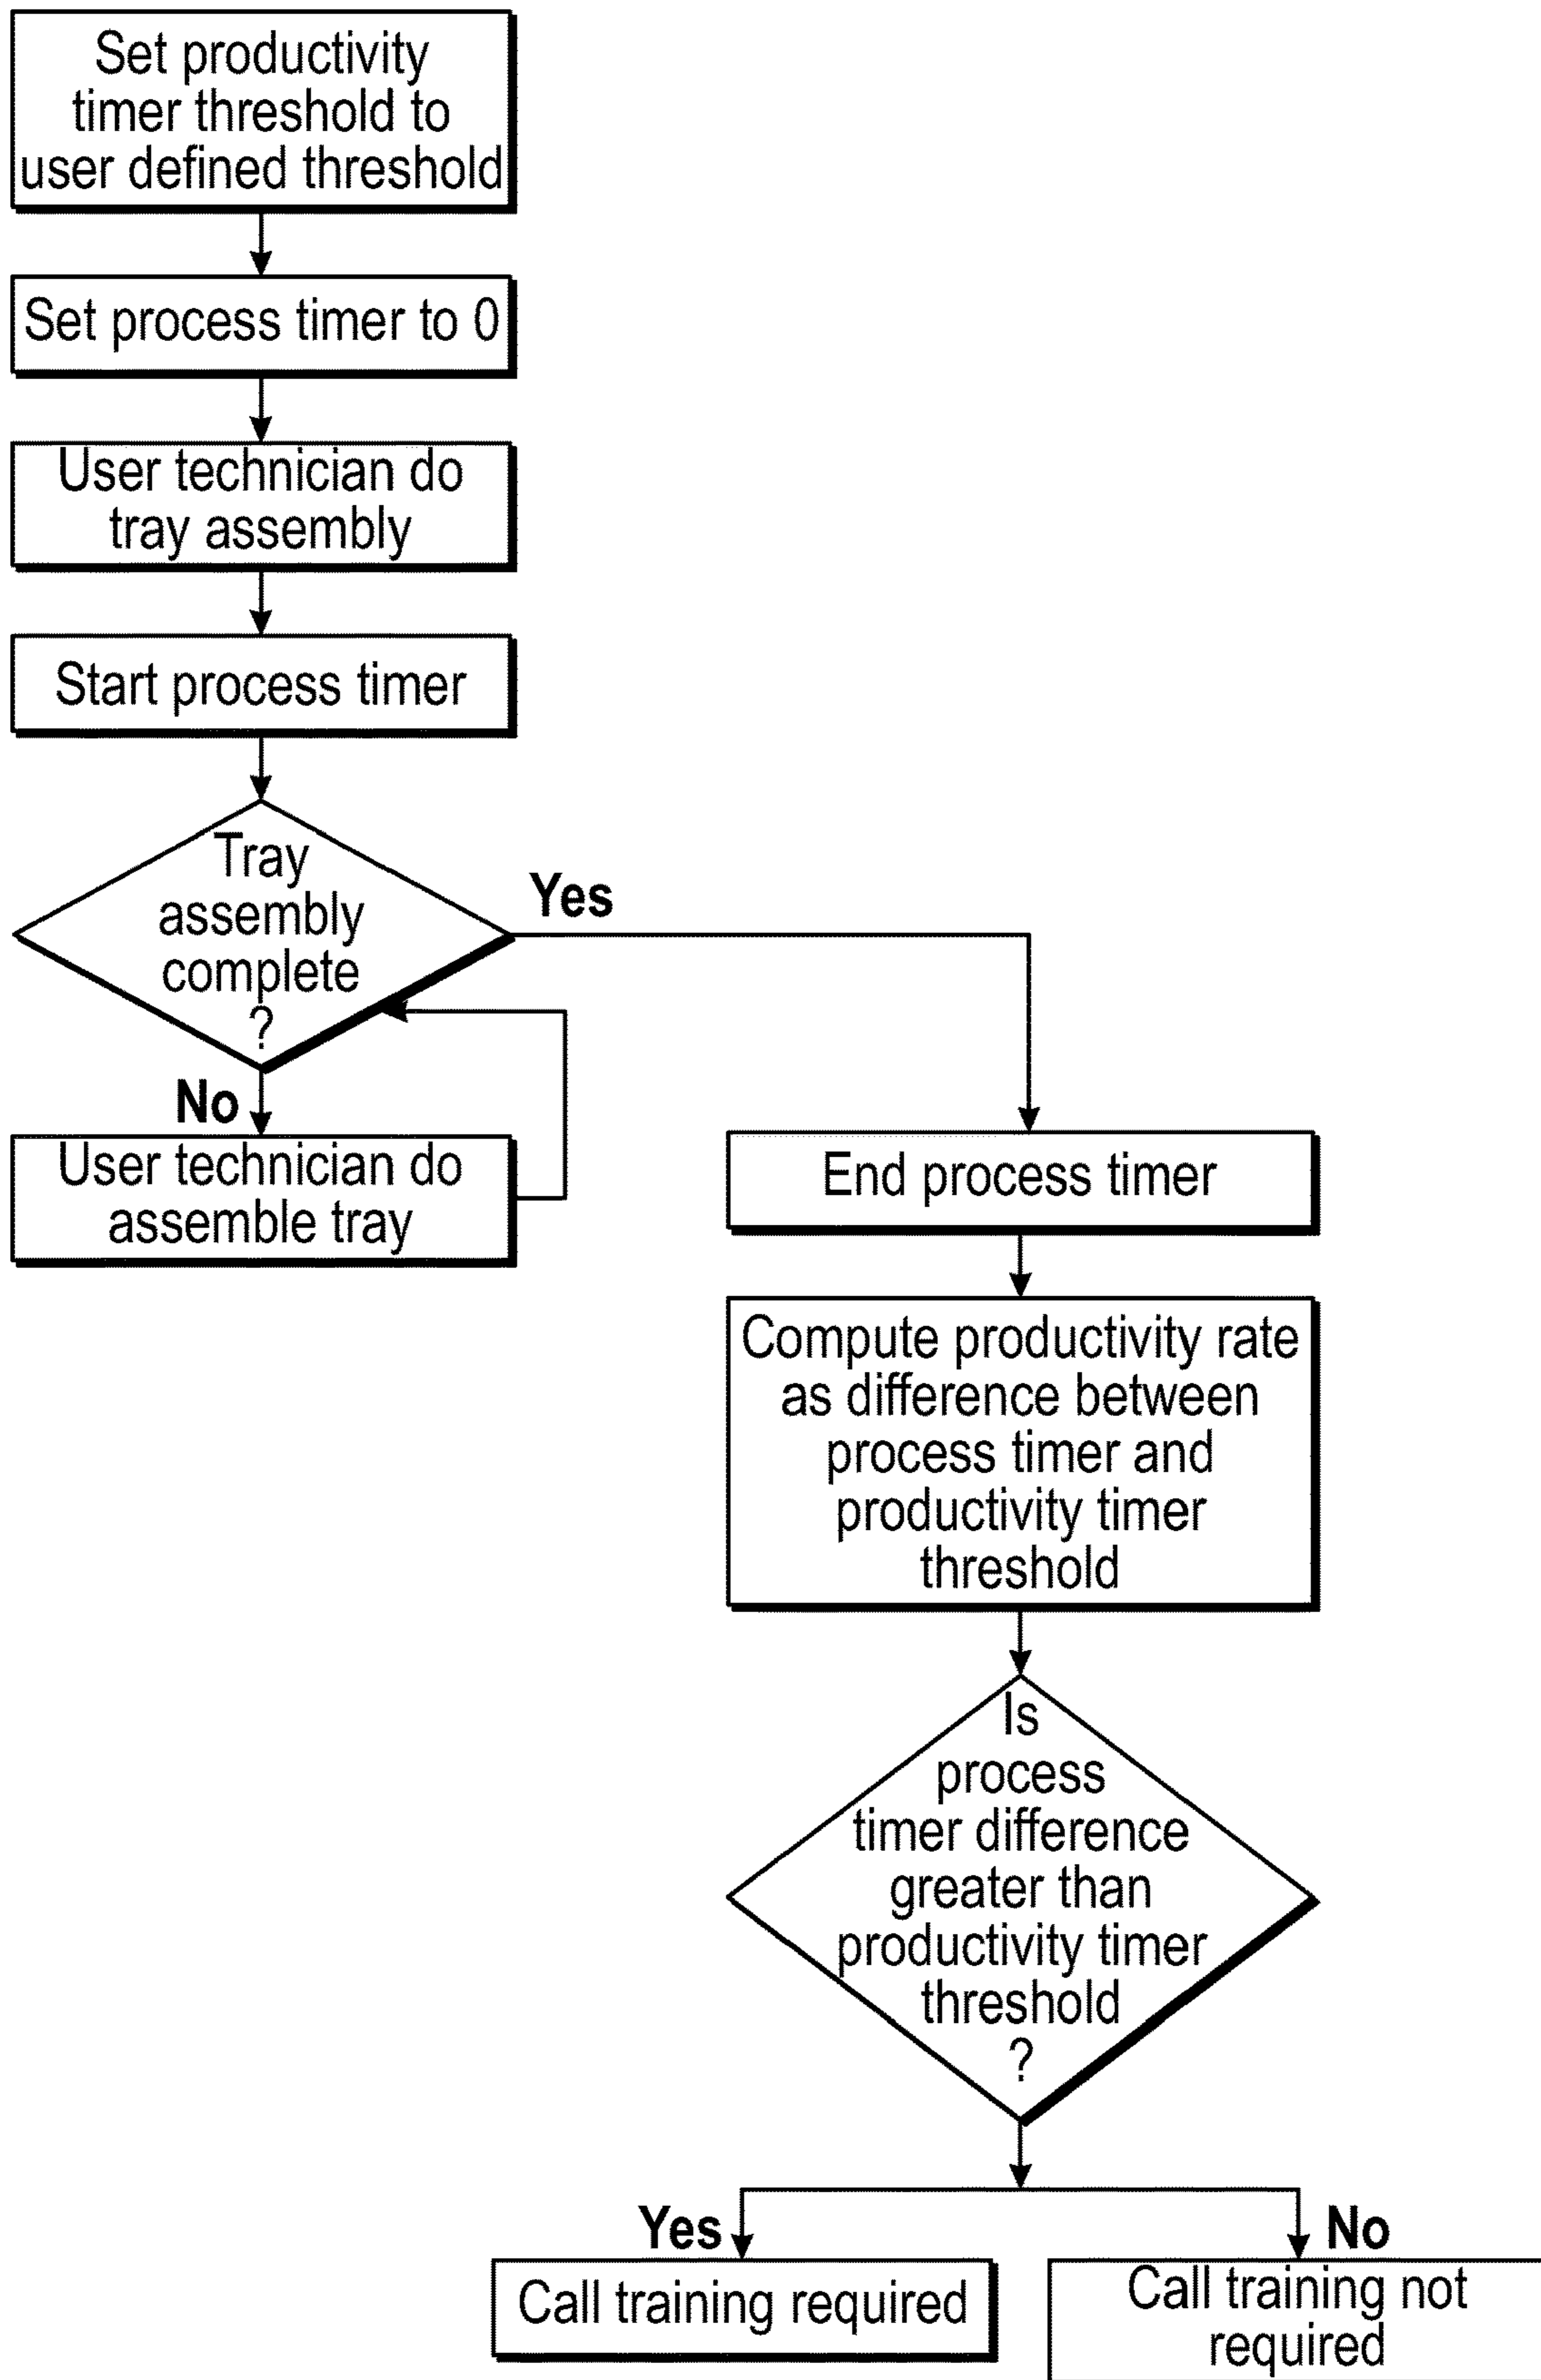 Set productivity
timer threshold to
user defined threshold
Set process timer to 0
User technician do
tray assembly
Start process timer
Tray
assembly
complete
?
Yes
No
User technician do
assemble tray
End process timer
Compute productivity rate
as difference between
process timer and
productivity timer
threshold
Is
process
timer difference
greater than
productivity timer
threshold
?
Yes
No
Call training required
Call training not
required